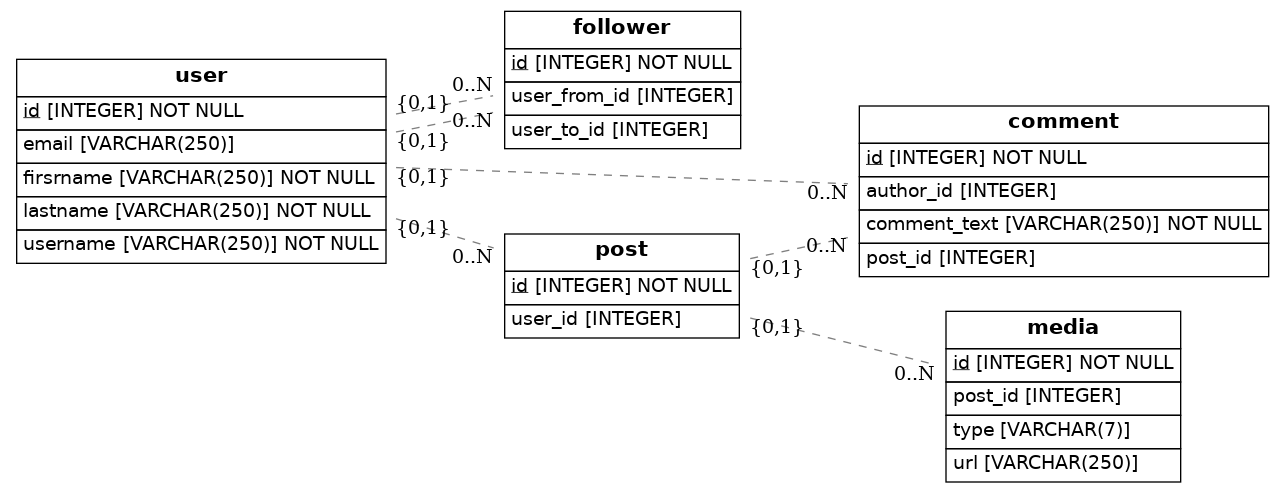 user
id [INTEGER] NOT NULL
email [VARCHAR(250)]
firsrname [VARCHAR(250)] NOT NULL
lastname [VARCHAR(250)] NOT NULL
username [VARCHAR(250)] NOT NULL
follower
id [INTEGER] NOT NULL
user_from_id [INTEGER]
user_to_id [INTEGER]
comment
id [INTEGER] NOT NULL
author_id [INTEGER]
comment_text [VARCHAR(250)] NOT NULL
post_id [INTEGER]
post
id [INTEGER] NOT NULL
user_id [INTEGER]
media
id [INTEGER] NOT NULL
post_id [INTEGER]
type [VARCHAR(7)]
url [VARCHAR(250)]
{0,1}
0..N
{0,1}
0..N
{0,1}
0..N
{0,1}
0..N
{0,1}
0..N
{0,1}
0..N